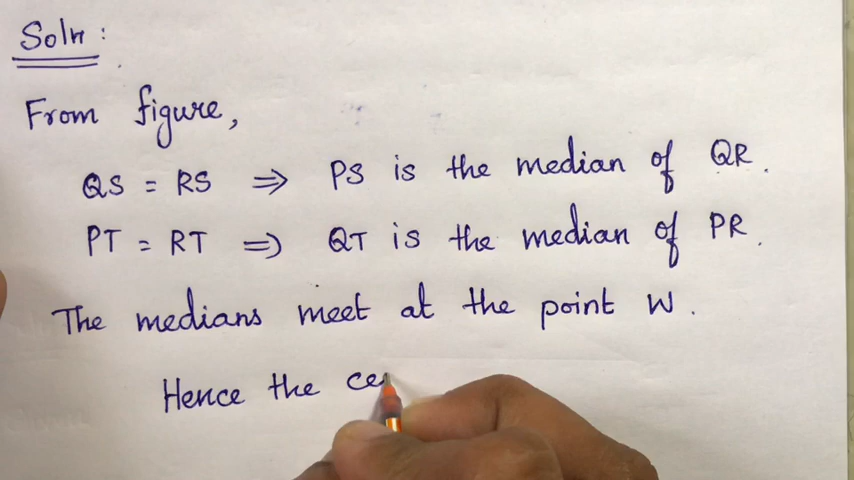 Soln :
From figure,
QS = RS ⇒ PS is the median of QR.
PT = RT ⇒ QT is the median of PR.
The medians meet at the point W.
Hence the ce